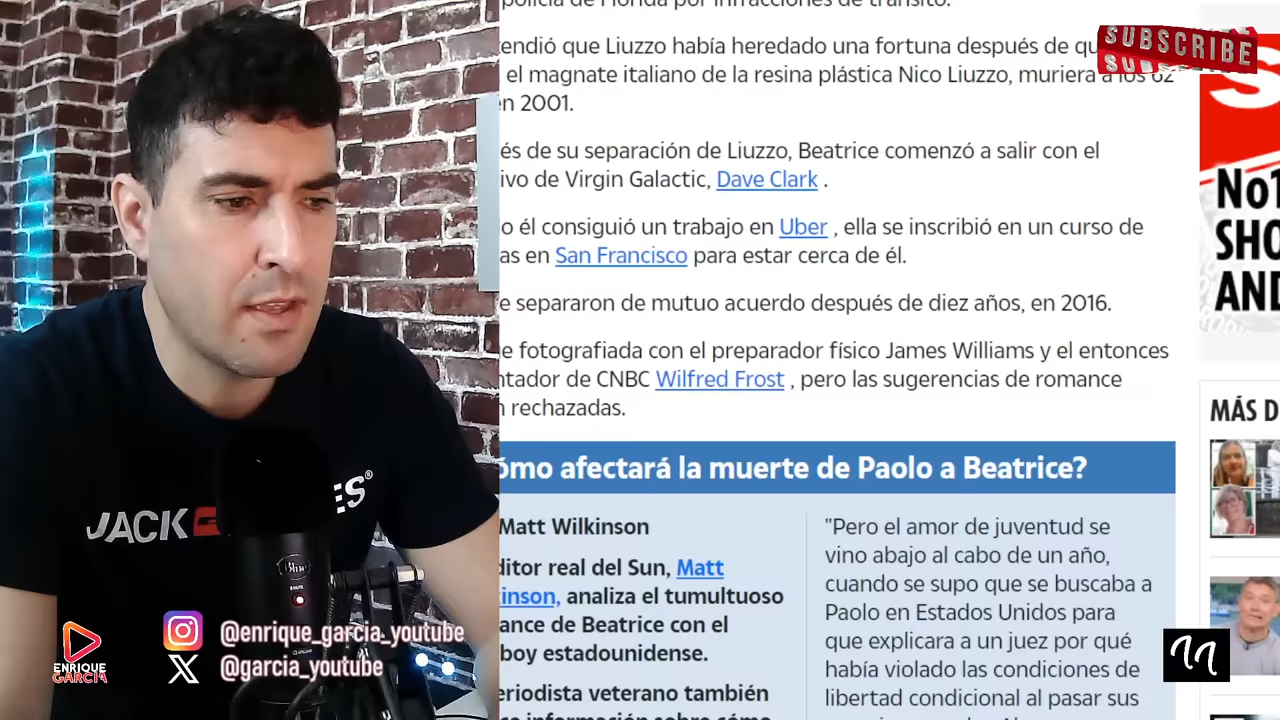 policía de Florida por infracciones de tránsito.
endió que Liuzzo había heredado una fortuna después de qu
el magnate italiano de la resina plástica Nico Liuzzo, muriera a los 62
en 2001.
és de su separación de Liuzzo, Beatrice comenzó a salir con el
ivo de Virgin Galactic, Dave Clark .
o él consiguió un trabajo en Uber , ella se inscribió en un curso de
as en San Francisco para estar cerca de él.
e separaron de mutuo acuerdo después de diez años, en 2016.
e fotografiada con el preparador físico James Williams y el entonces
ntador de CNBC Wilfred Frost , pero las sugerencias de romance
n rechazadas.
ómo afectará la muerte de Paolo a Beatrice?
Matt Wilkinson
ditor real del Sun, Matt
inson, analiza el tumultuoso
ance de Beatrice con el
boy estadounidense.
eriodista veterano también
"Pero el amor de juventud se
vino abajo al cabo de un año,
cuando se supo que se buscaba a
Paolo en Estados Unidos para
que explicara a un juez por qué
había violado las condiciones de
libertad condicional al pasar sus
SUBSCRIBE
No1
SHO
AND
MÁS D
JACK
ES®
Blue
ENRIQUE
GARCIA
@enrique_garcia_youtube
@garcia_youtube